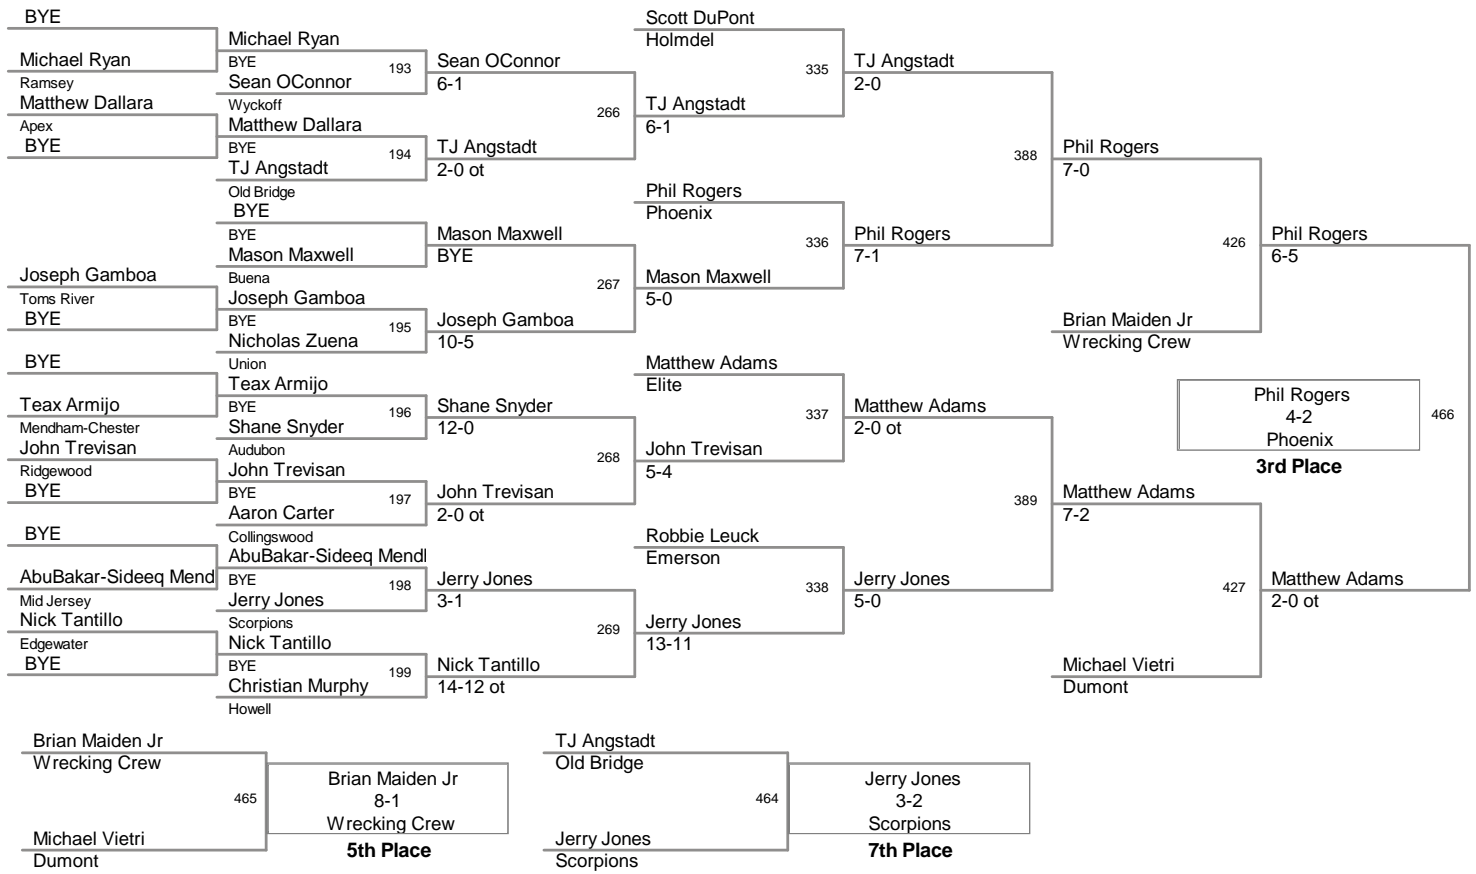 BYE
Michael Ryan
Ramsey
Matthew Dallara
Apex
BYE
Joseph Gamboa
Toms River
BYE
BYE
Teax Armijo
Mendham-Chester
John Trevisan
Ridgewood
BYE
BYE
AbuBakar-Sideeq Mend
Mid Jersey
Nick Tantillo
Edgewater
BYE
Michael Ryan
BYE
193
Sean OConnor
Wyckoff
Matthew Dallara
BYE
194
TJ Angstadt
Old Bridge
BYE
BYE
Mason Maxwell
Buena
Joseph Gamboa
BYE
195
Nicholas Zuena
Union
Teax Armijo
BYE
196
Shane Snyder
Audubon
John Trevisan
BYE
197
Aaron Carter
Collingswood
AbuBakar-Sideeq Mendl
BYE
198
Jerry Jones
Scorpions
Nick Tantillo
BYE
199
Christian Murphy
Howell
Sean OConnor
6-1
266
TJ Angstadt
2-0 ot
Mason Maxwell
BYE
267
Joseph Gamboa
10-5
Shane Snyder
12-0
268
John Trevisan
2-0 ot
Jerry Jones
3-1
269
Nick Tantillo
14-12 ot
Scott DuPont
Holmdel
335
TJ Angstadt
6-1
Phil Rogers
Phoenix
336
Mason Maxwell
5-0
Matthew Adams
Elite
337
John Trevisan
5-4
Robbie Leuck
Emerson
338
Jerry Jones
13-11
TJ Angstadt
2-0
388
Phil Rogers
7-1
Matthew Adams
2-0 ot
389
Jerry Jones
5-0
Phil Rogers
7-0
426
Brian Maiden Jr
Wrecking Crew
Matthew Adams
7-2
427
Michael Vietri
Dumont
Phil Rogers
6-5
Phil Rogers
4-2
Phoenix
466
3rd Place
Matthew Adams
2-0 ot
Brian Maiden Jr
Wrecking Crew
465
Michael Vietri
Dumont
Brian Maiden Jr
8-1
Wrecking Crew
5th Place
TJ Angstadt
Old Bridge
464
Jerry Jones
Scorpions
Jerry Jones
3-2
Scorpions
7th Place